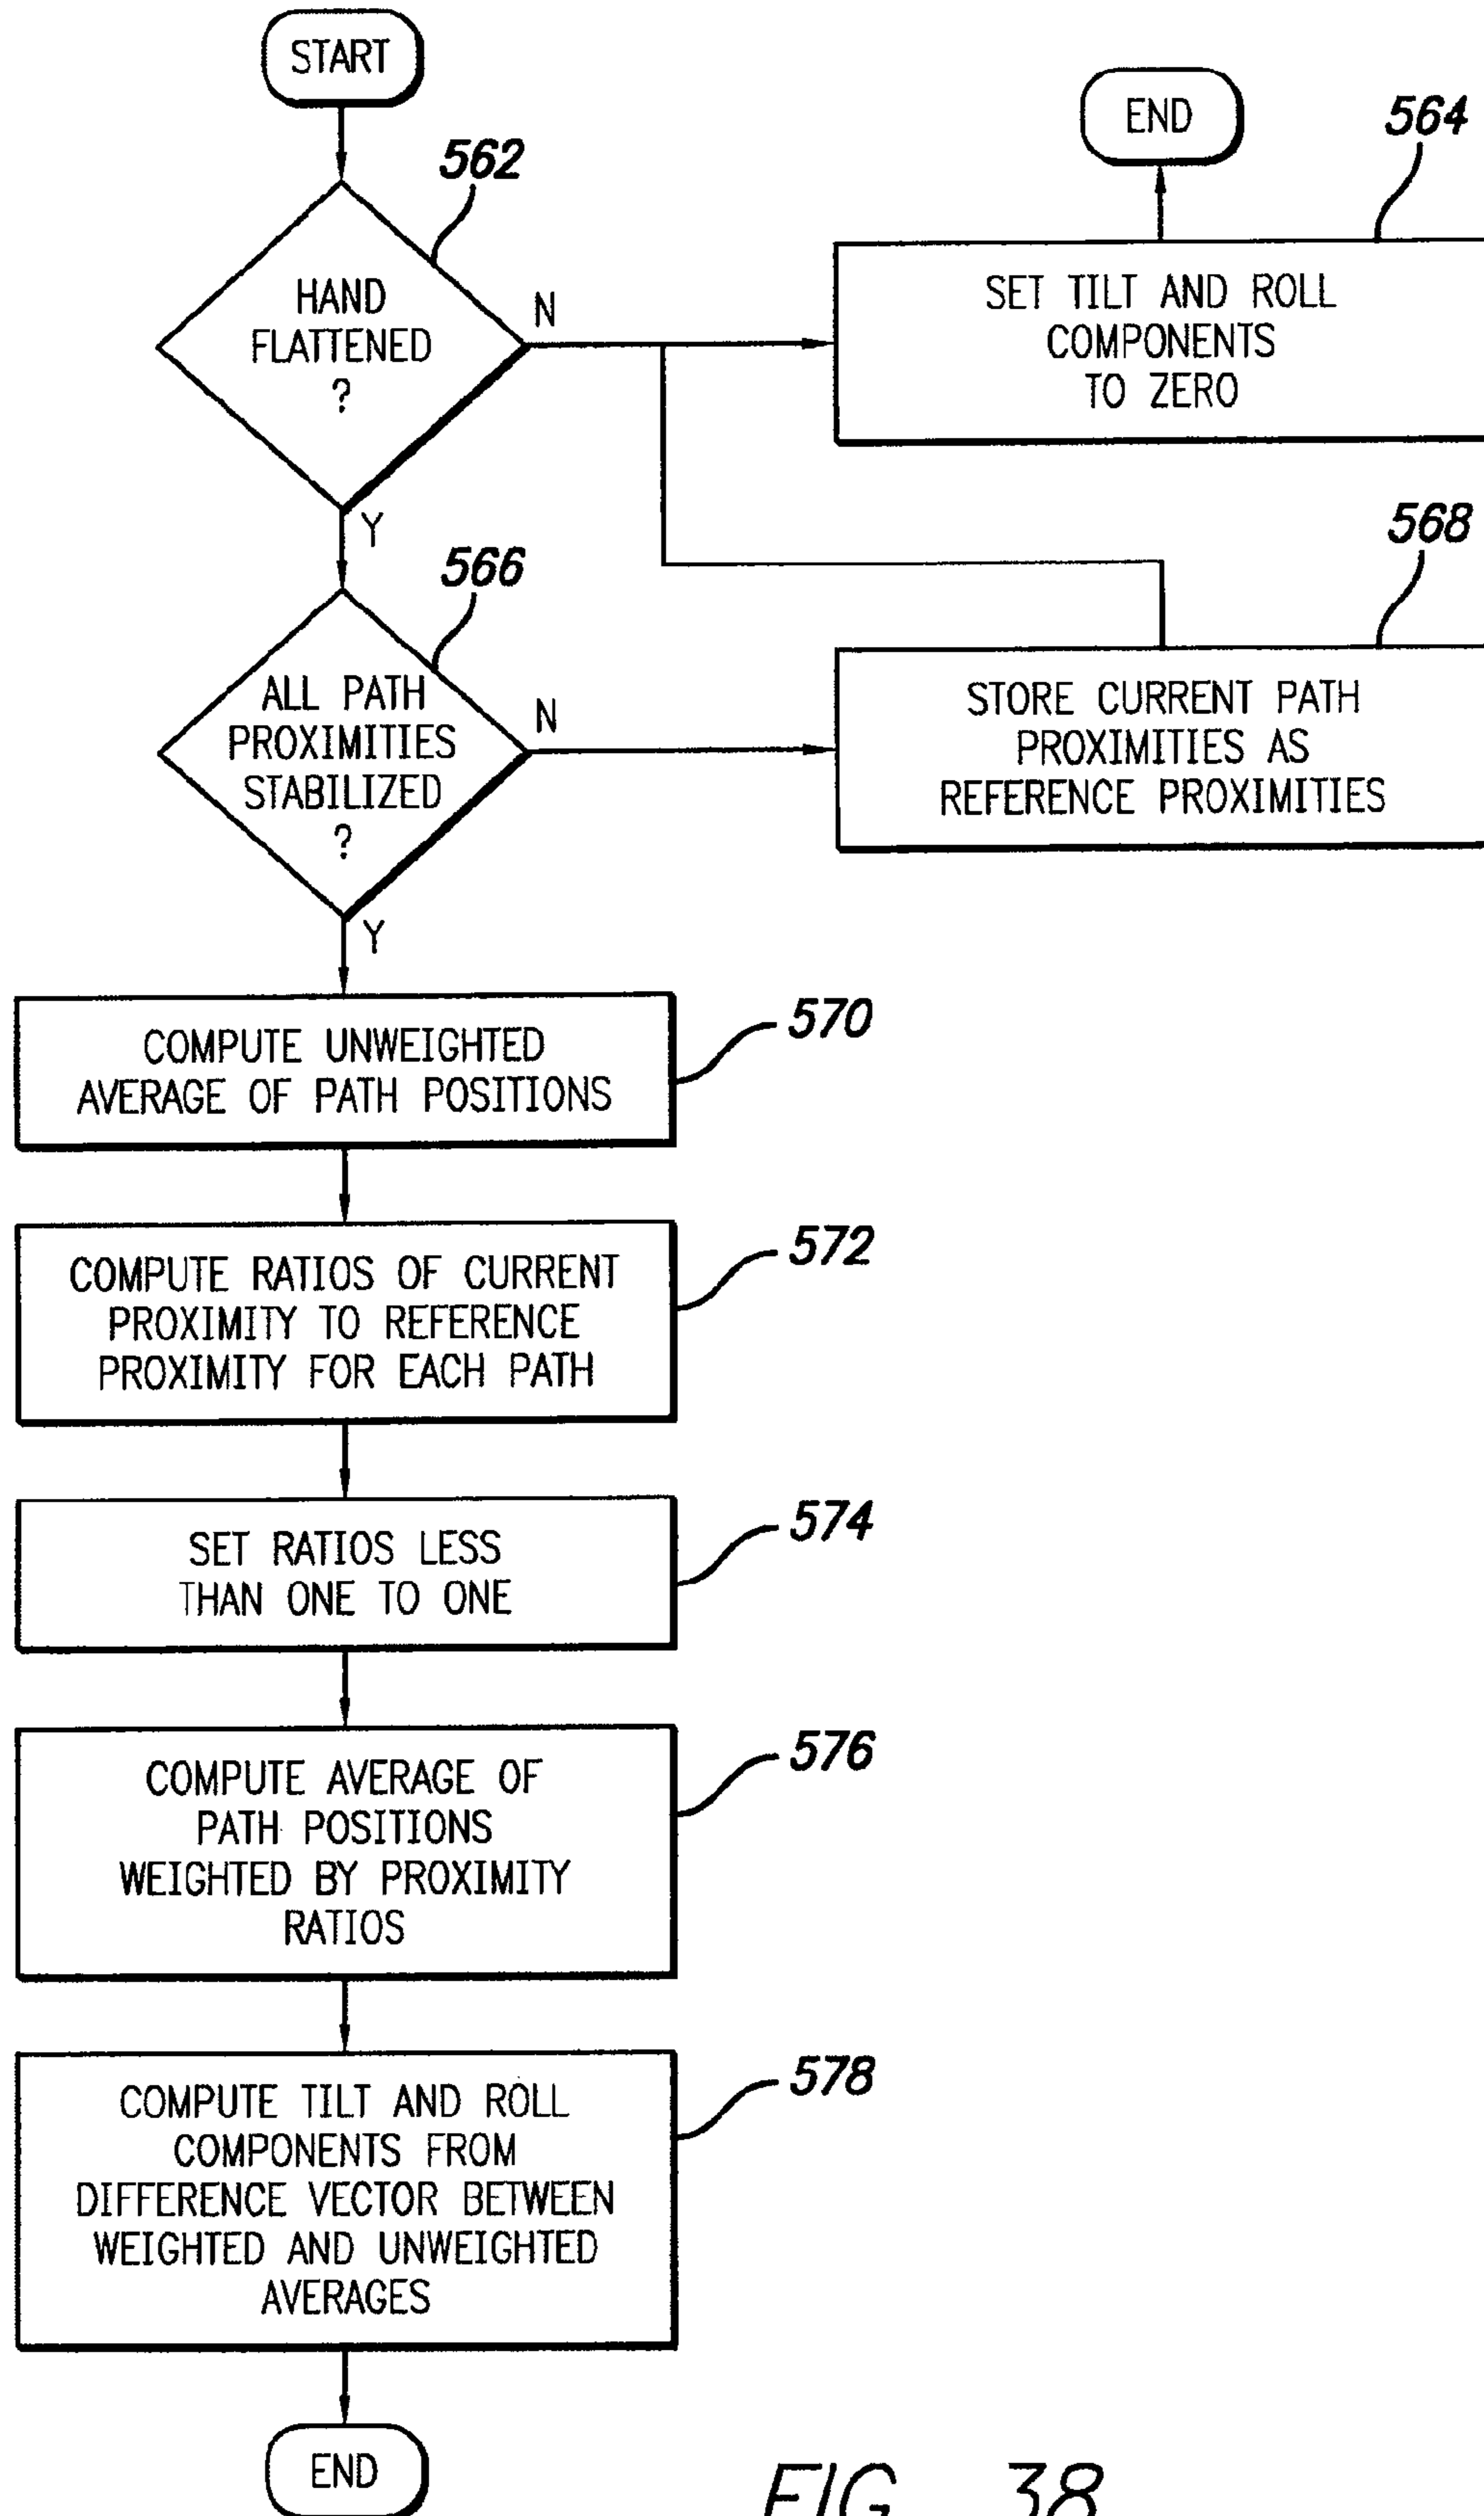 START
END
562
564
HAND
FLATTENED
?
N
SET TILT AND ROLL
COMPONENTS
TO ZERO
Y
566
568
ALL PATH
PROXIMITIES
STABILIZED
?
N
STORE CURRENT PATH
PROXIMITIES AS
REFERENCE PROXIMITIES
Y
COMPUTE UNWEIGHTED
AVERAGE OF PATH POSITIONS
570
COMPUTE RATIOS OF CURRENT
PROXIMITY TO REFERENCE
PROXIMITY FOR EACH PATH
572
SET RATIOS LESS
THAN ONE TO ONE
574
COMPUTE AVERAGE OF
PATH POSITIONS
WEIGHTED BY PROXIMITY
RATIOS
576
COMPUTE TILT AND ROLL
COMPONENTS FROM
DIFFERENCE VECTOR BETWEEN
WEIGHTED AND UNWEIGHTED
AVERAGES
578
END
FIG. 38